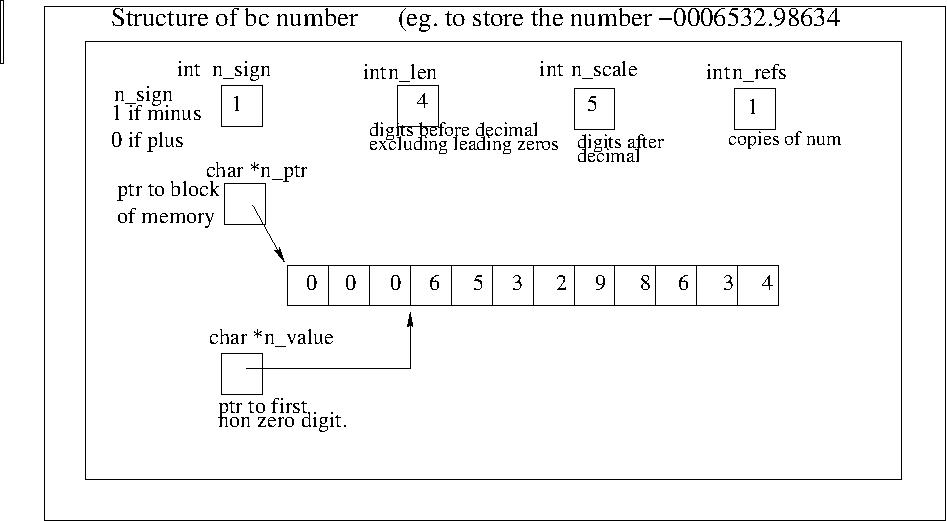 Structure of bc number (eg. to store the number −0006532.98634
int n_sign
intn_len
int n_scale
intn_refs
n_sign
1 if minus
0 if plus
1
4
5
1
digits before decimal
excluding leading zeros
digits after
decimal
copies of num
char *n_ptr
ptr to block
of memory
0 0 0 6 5 3 2 9 8 6 3 4
char *n_value
ptr to first
non zero digit.